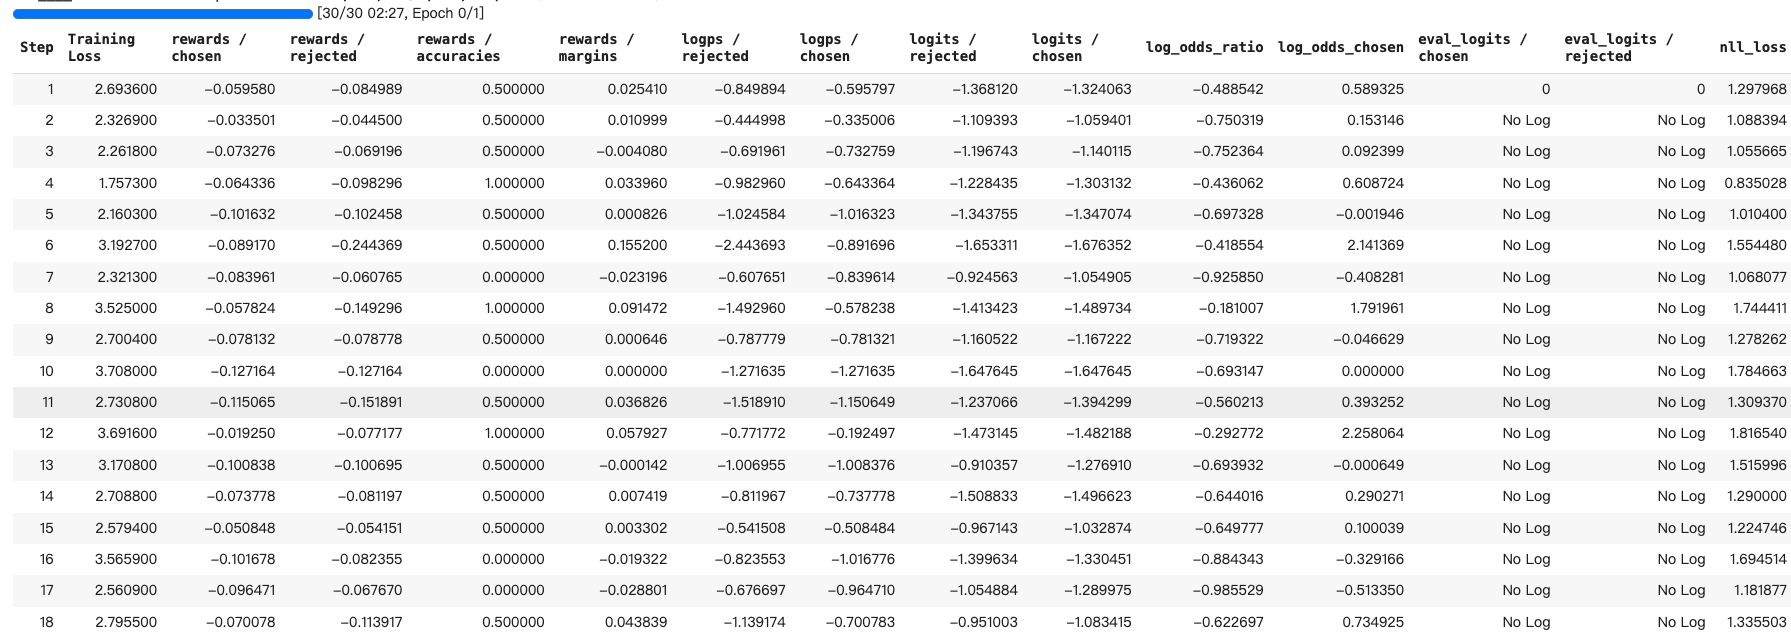 [30/30 02:27, Epoch 0/1]
Step Training Loss rewards / chosen rewards / rejected rewards / accuracies rewards / margins logps / rejected logps / chosen logits / rejected logits / chosen log_odds_ratio log_odds_chosen eval_logits / chosen eval_logits / rejected nll_loss
1 2.693600 −0.059580 −0.084989 0.500000 0.025410 −0.849894 −0.595797 −1.368120 −1.324063 −0.488542 0.589325 0 0 1.297968
2 2.326900 −0.033501 −0.044500 0.500000 0.010999 −0.444998 −0.335006 −1.109393 −1.059401 −0.750319 0.153146 No Log No Log 1.088394
3 2.261800 −0.073276 −0.069196 0.500000 −0.004080 −0.691961 −0.732759 −1.196743 −1.140115 −0.752364 0.092399 No Log No Log 1.055665
4 1.757300 −0.064336 −0.098296 1.000000 0.033960 −0.982960 −0.643364 −1.228435 −1.303132 −0.436062 0.608724 No Log No Log 0.835028
5 2.160300 −0.101632 −0.102458 0.500000 0.000826 −1.024584 −1.016323 −1.343755 −1.347074 −0.697328 −0.001946 No Log No Log 1.010400
6 3.192700 −0.089170 −0.244369 0.500000 0.155200 −2.443693 −0.891696 −1.653311 −1.676352 −0.418554 2.141369 No Log No Log 1.554480
7 2.321300 −0.083961 −0.060765 0.000000 −0.023196 −0.607651 −0.839614 −0.924563 −1.054905 −0.925850 −0.408281 No Log No Log 1.068077
8 3.525000 −0.057824 −0.149296 1.000000 0.091472 −1.492960 −0.578238 −1.413423 −1.489734 −0.181007 1.791961 No Log No Log 1.744411
9 2.700400 −0.078132 −0.078778 0.500000 0.000646 −0.787779 −0.781321 −1.160522 −1.167222 −0.719322 −0.046629 No Log No Log 1.278262
10 3.708000 −0.127164 −0.127164 0.000000 0.000000 −1.271635 −1.271635 −1.647645 −1.647645 −0.693147 0.000000 No Log No Log 1.784663
11 2.730800 −0.115065 −0.151891 0.500000 0.036826 −1.518910 −1.150649 −1.237066 −1.394299 −0.560213 0.393252 No Log No Log 1.309370
12 3.691600 −0.019250 −0.077177 1.000000 0.057927 −0.771772 −0.192497 −1.473145 −1.482188 −0.292772 2.258064 No Log No Log 1.816540
13 3.170800 −0.100838 −0.100695 0.500000 −0.000142 −1.006955 −1.008376 −0.910357 −1.276910 −0.693932 −0.000649 No Log No Log 1.515996
14 2.708800 −0.073778 −0.081197 0.500000 0.007419 −0.811967 −0.737778 −1.508833 −1.496623 −0.644016 0.290271 No Log No Log 1.290000
15 2.579400 −0.050848 −0.054151 0.500000 0.003302 −0.541508 −0.508484 −0.967143 −1.032874 −0.649777 0.100039 No Log No Log 1.224746
16 3.565900 −0.101678 −0.082355 0.000000 −0.019322 −0.823553 −1.016776 −1.399634 −1.330451 −0.884343 −0.329166 No Log No Log 1.694514
17 2.560900 −0.096471 −0.067670 0.000000 −0.028801 −0.676697 −0.964710 −1.054884 −1.289975 −0.985529 −0.513350 No Log No Log 1.181877
18 2.795500 −0.070078 −0.113917 0.500000 0.043839 −1.139174 −0.700783 −0.951003 −1.083415 −0.622697 0.734925 No Log No Log 1.335503